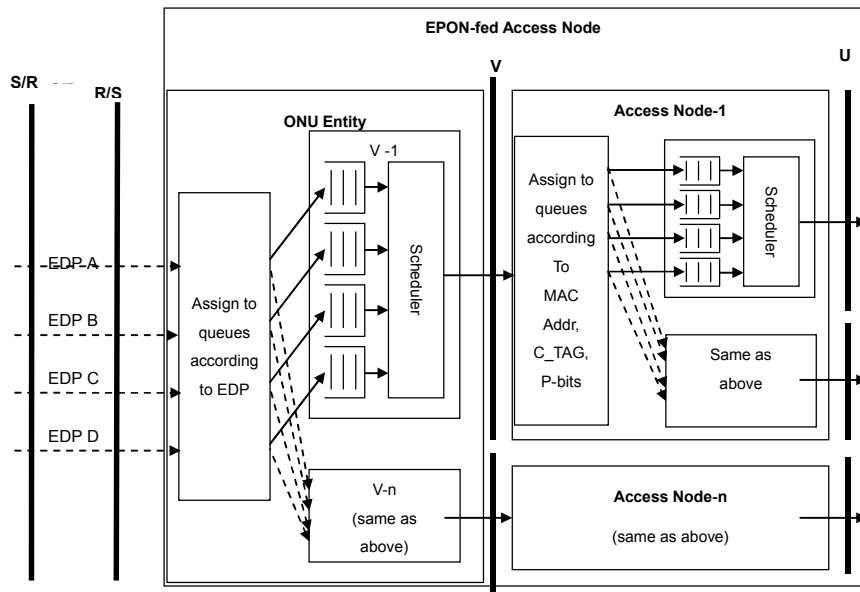 EPON-fed Access Node
S/R
R/S
V
U
ONU Entity
Access Node-1
V -1
Assign to
queues
according
to EDP
Scheduler
Assign to
queues
according
To
MAC
Addr,
C_TAG,
P-bits
Scheduler
EDP A
EDP B
EDP C
EDP D
Same as
above
V-n
(same as
above)
Access Node-n
(same as above)